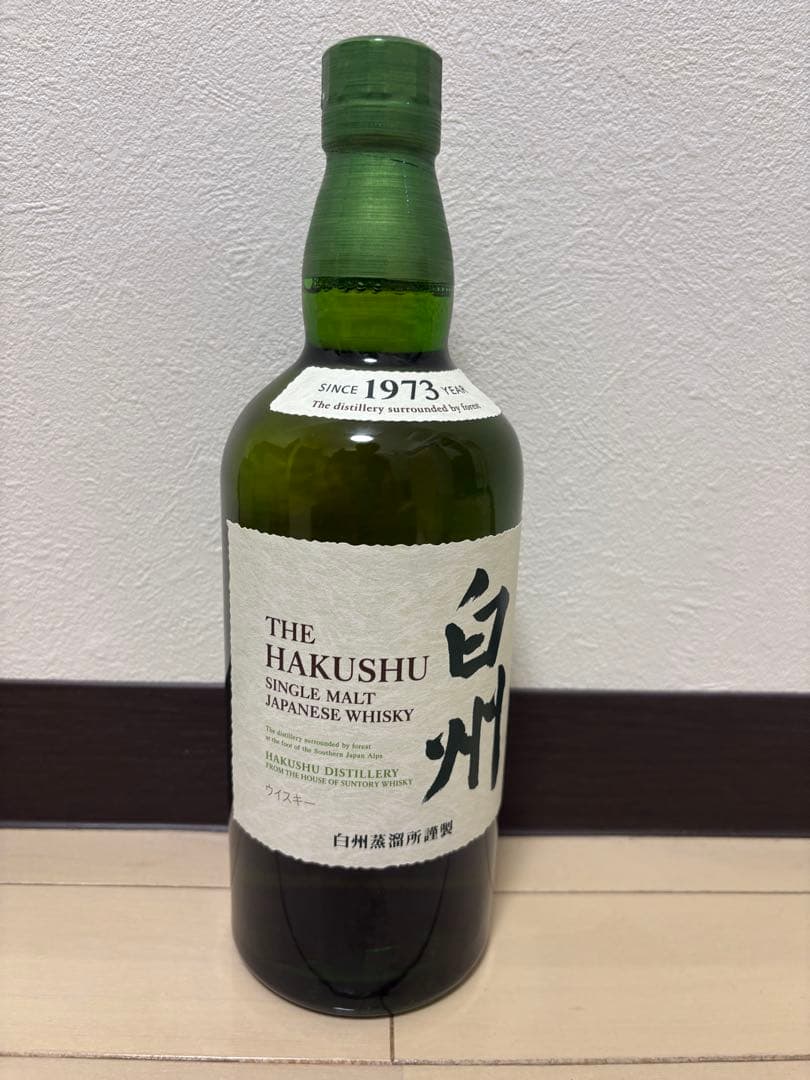 SINCE 1973 YEAR
The distillery surrounded by forest
THE
HAKUSHU
SINGLE MALT
JAPANESE WHISKY
白州
The distillery surrounded by forest
at the foot of the Southern Japan Alps
HAKUSHU DISTILLERY
FROM THE HOUSE OF SUNTORY WHISKY
ウイスキー
白州蒸溜所謹製